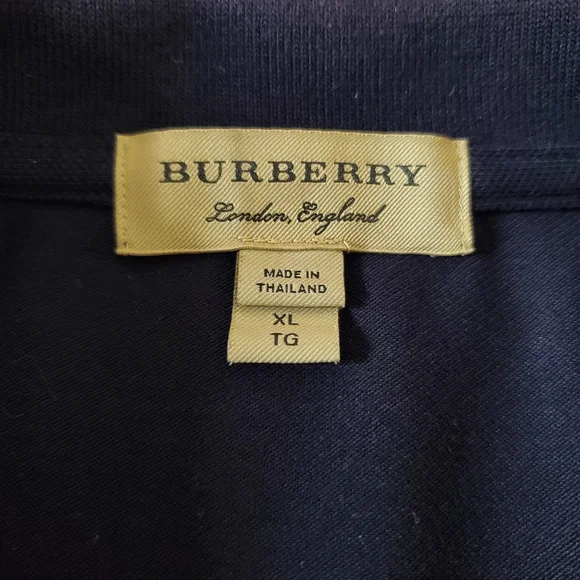 BURBERRY
London, England
MADE IN
THAILAND
XL
TG